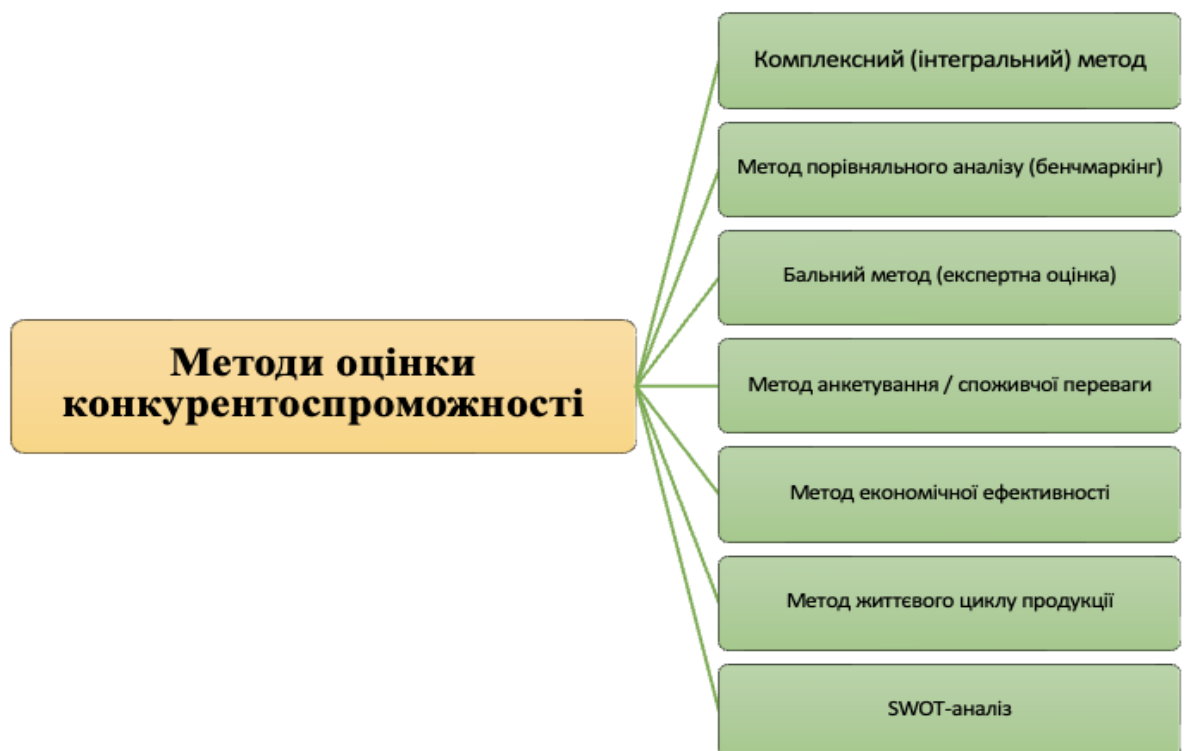 Комплексний (інтегральний) метод
Метод порівняльного аналізу (бенчмаркінг)
Бальний метод (експертна оцінка)
Методи оцінки
конкурентоспроможності
Метод анкетування / споживчої переваги
Метод економічної ефективності
Метод життєвого циклу продукції
SWOT-аналіз